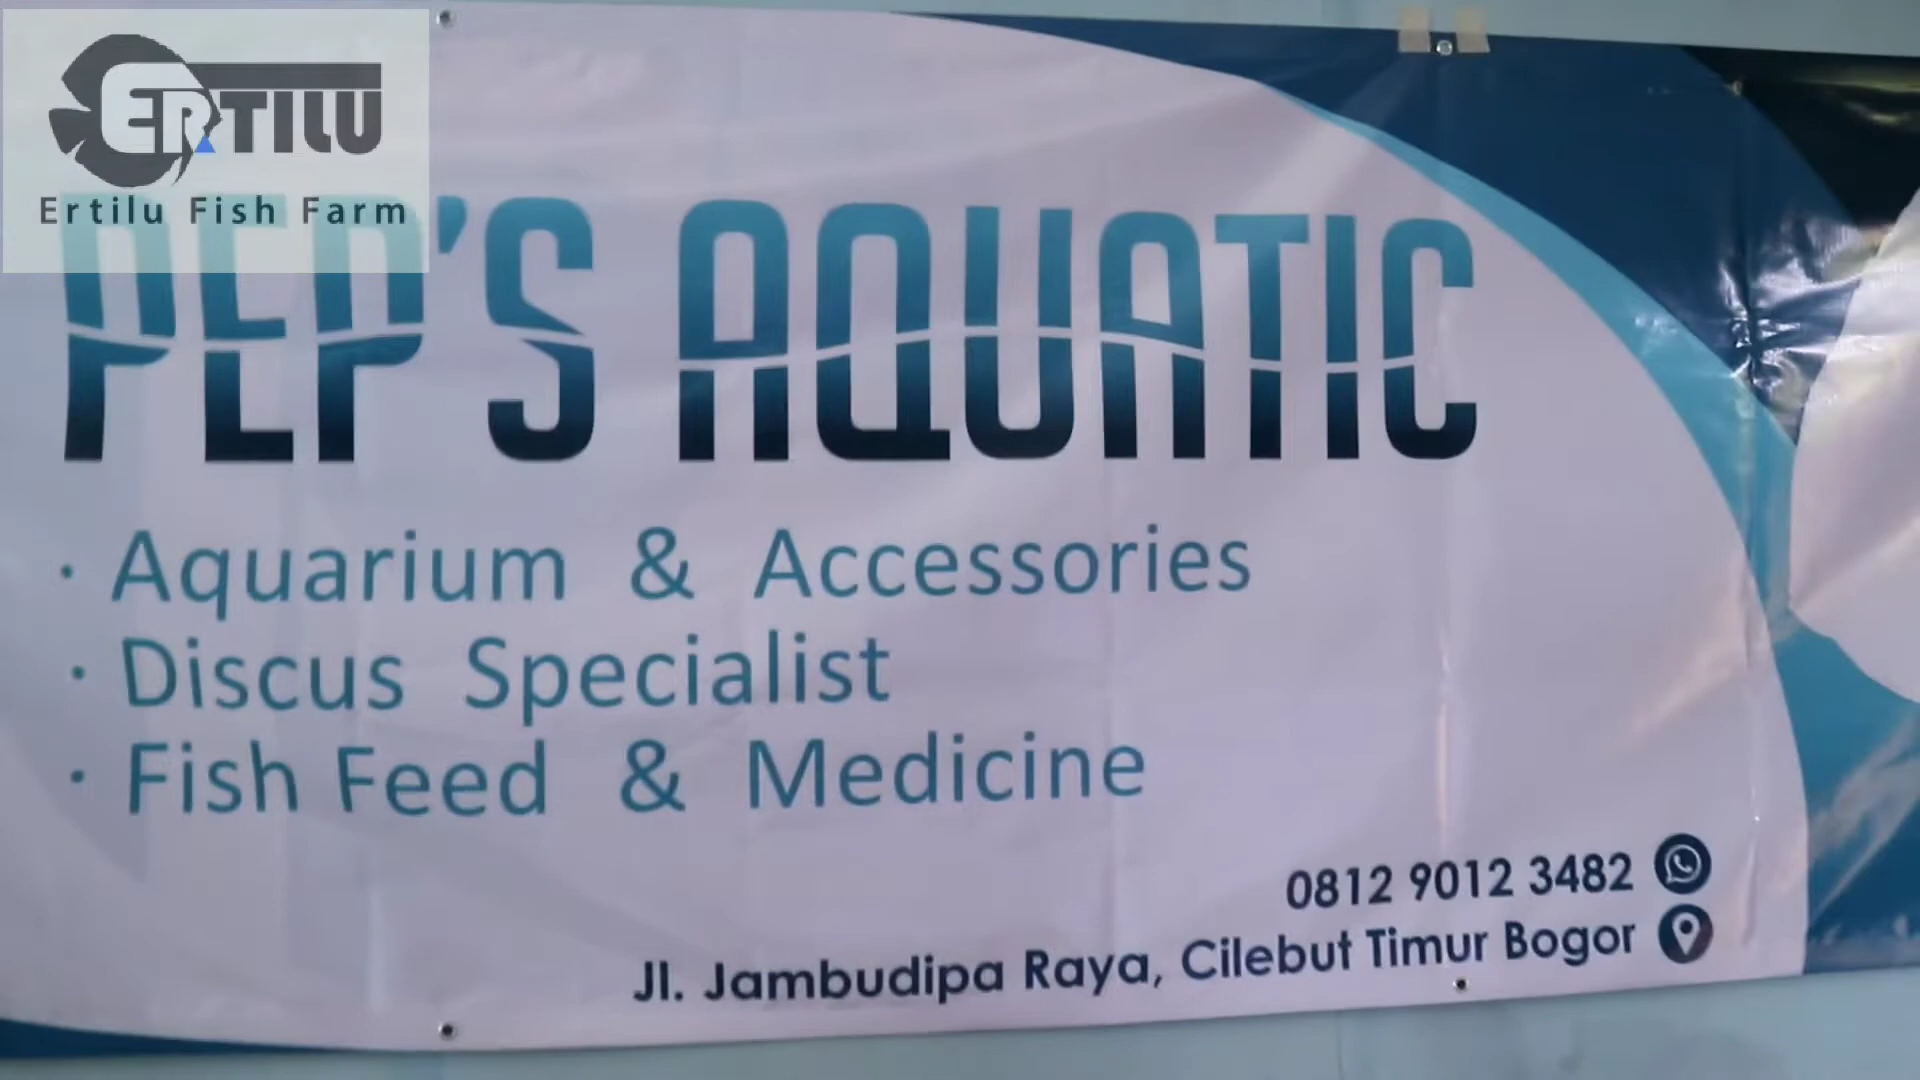 ERTILU
Ertilu Fish Farm
PEP'S AQUATIC
· Aquarium & Accessories
· Discus Specialist
· Fish Feed & Medicine
0812 9012 3482
Jl. Jambudipa Raya, Cilebut Timur Bogor